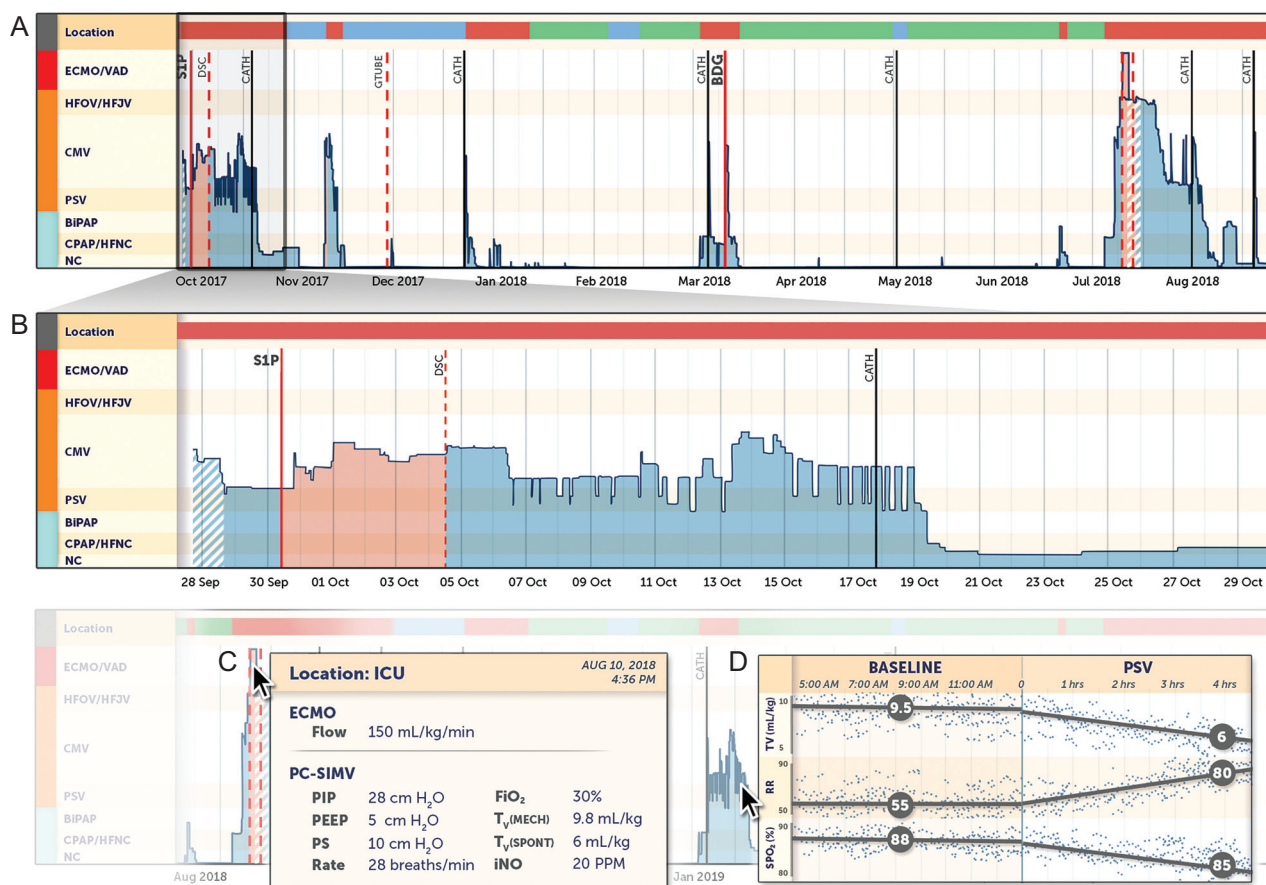 A
Location
ECMO/VAD
HFOV/HFJV
CMV
PSV
BiPAP
CPAP/HFNC
NC
S1P
DSC
CATH
GTUBE
CATH
CATH
BDG
CATH
CATH
CATH
Oct 2017 Nov 2017 Dec 2017 Jan 2018 Feb 2018 Mar 2018 Apr 2018 May 2018 Jun 2018 Jul 2018 Aug 2018
B
Location
ECMO/VAD
HFOV/HFJV
CMV
PSV
BiPAP
CPAP/HFNC
NC
S1P
DSC
CATH
28 Sep 30 Sep 01 Oct 03 Oct 05 Oct 07 Oct 09 Oct 11 Oct 13 Oct 15 Oct 17 Oct 19 Oct 21 Oct 23 Oct 25 Oct 27 Oct 29 Oct
Location
ECMO/VAD
HFOV/HFJV
CMV
PSV
BiPAP
CPAP/HFNC
NC
CATH
Aug 2018 Jan 2019
C
Location: ICU
AUG 10, 2018
4:36 PM
ECMO
Flow 150 mL/kg/min
PC-SIMV
PIP 28 cm H₂O FiO₂ 30%
PEEP 5 cm H₂O Tᵥ(MECH) 9.8 mL/kg
PS 10 cm H₂O Tᵥ(SPONT) 6 mL/kg
Rate 28 breaths/min iNO 20 PPM
D
BASELINE PSV
5:00 AM 7:00 AM 9:00 AM 11:00 AM 0 1 hrs 2 hrs 3 hrs 4 hrs
TV (mL/kg)
10
5
9.5
6
RR
90
50
55
80
SPO₂ (%)
90
80
88
85